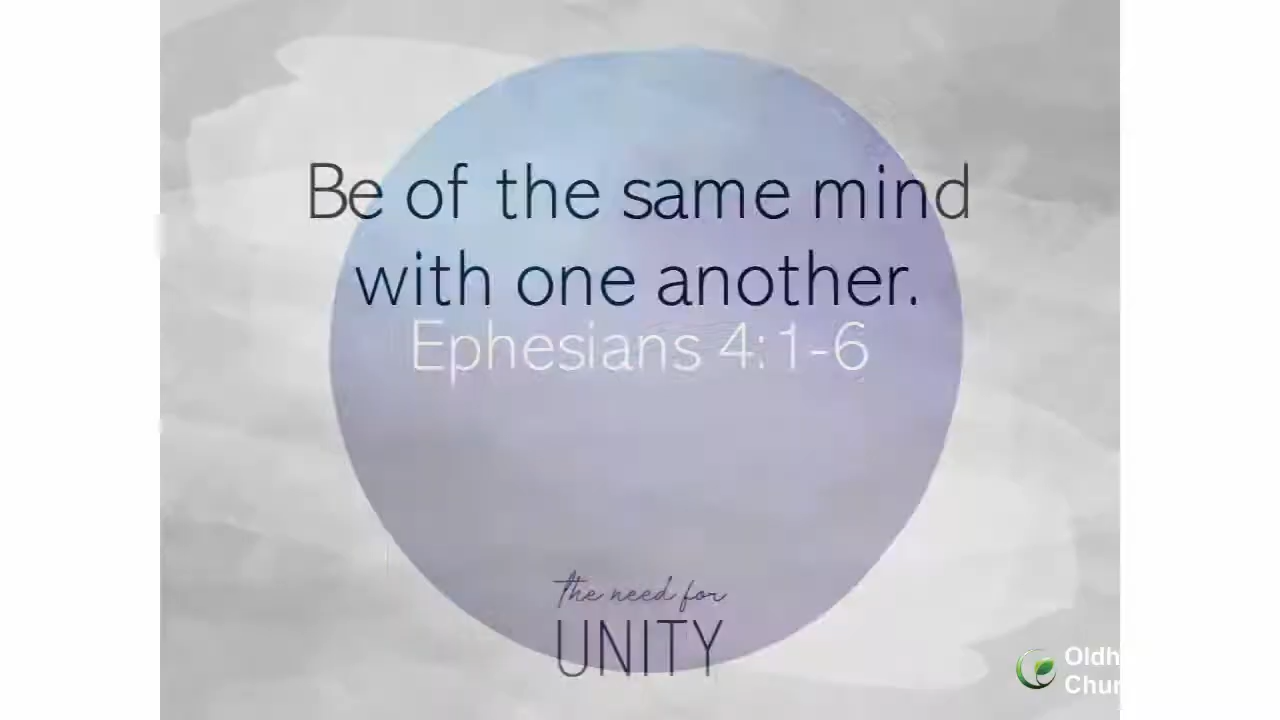 Be of the same mind
with one another.
Ephesians 4:1-6
the need for
UNITY